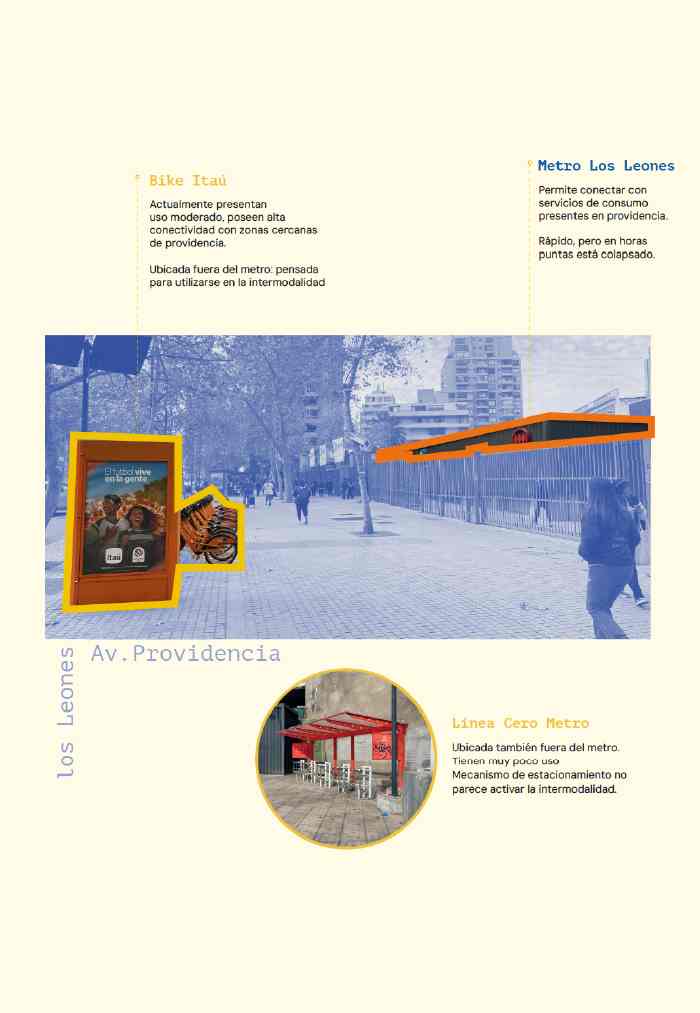 Metro Los Leones
Permite conectar con
servicios de consumo
presentes en providencia.
Rápido, pero en horas
puntas está colapsado.
Bike Itaú
Actualmente presentan
uso moderado, poseen alta
conectividad con zonas cercanas
de providencia.
Ubicada fuera del metro: pensada
para utilizarse en la intermodalidad
El fútbol vive
en la gente
itaú
los Leones
Av.Providencia
Línea Cero Metro
Ubicada también fuera del metro.
Tienen muy poco uso
Mecanismo de estacionamiento no
parece activar la intermodalidad.